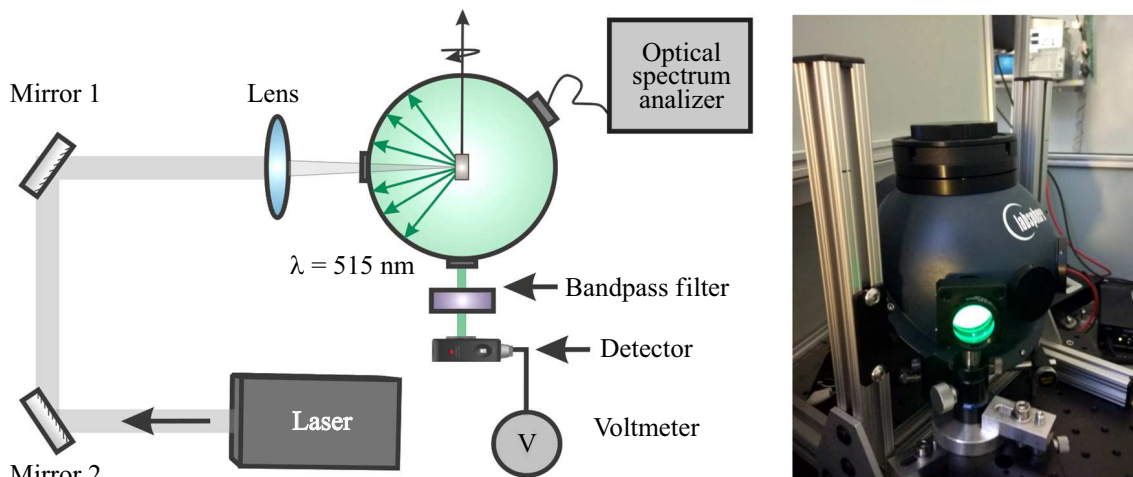 Mirror 1
Lens
Optical
spectrum
analizer
λ = 515 nm
Bandpass filter
Detector
Laser
V
Voltmeter
Mirror 2
labsphere